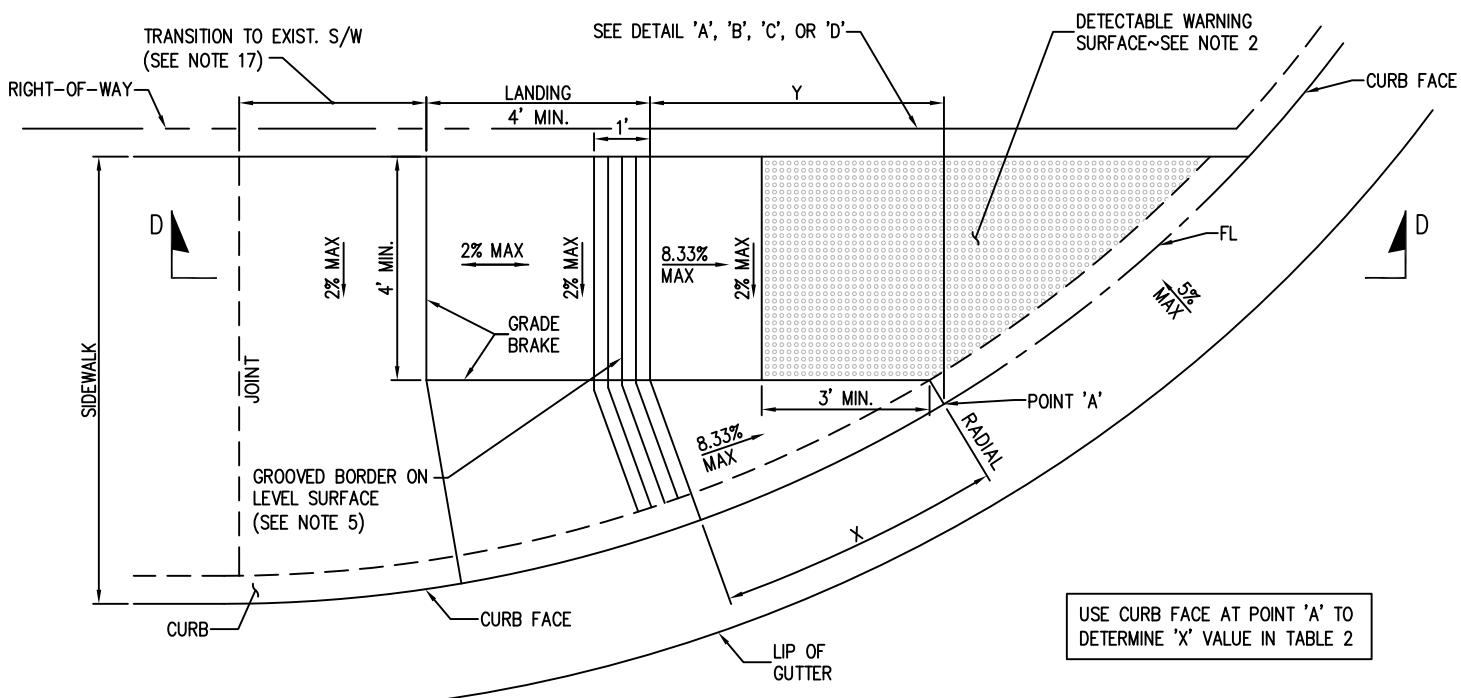 TRANSITION TO EXIST. S/W
(SEE NOTE 17)
SEE DETAIL 'A', 'B', 'C', OR 'D'
DETECTABLE WARNING
SURFACE~SEE NOTE 2
RIGHT-OF-WAY
LANDING
4' MIN.
Y
CURB FACE
1'
D
2% MAX
4' MIN.
2% MAX
2% MAX
8.33%
MAX
2% MAX
FL
D
5%
MAX
SIDEWALK
JOINT
GRADE
BRAKE
3' MIN.
POINT 'A'
RADIAL
8.33%
MAX
GROOVED BORDER ON
LEVEL SURFACE
(SEE NOTE 5)
X
CURB
CURB FACE
LIP OF
GUTTER
USE CURB FACE AT POINT 'A' TO
DETERMINE 'X' VALUE IN TABLE 2